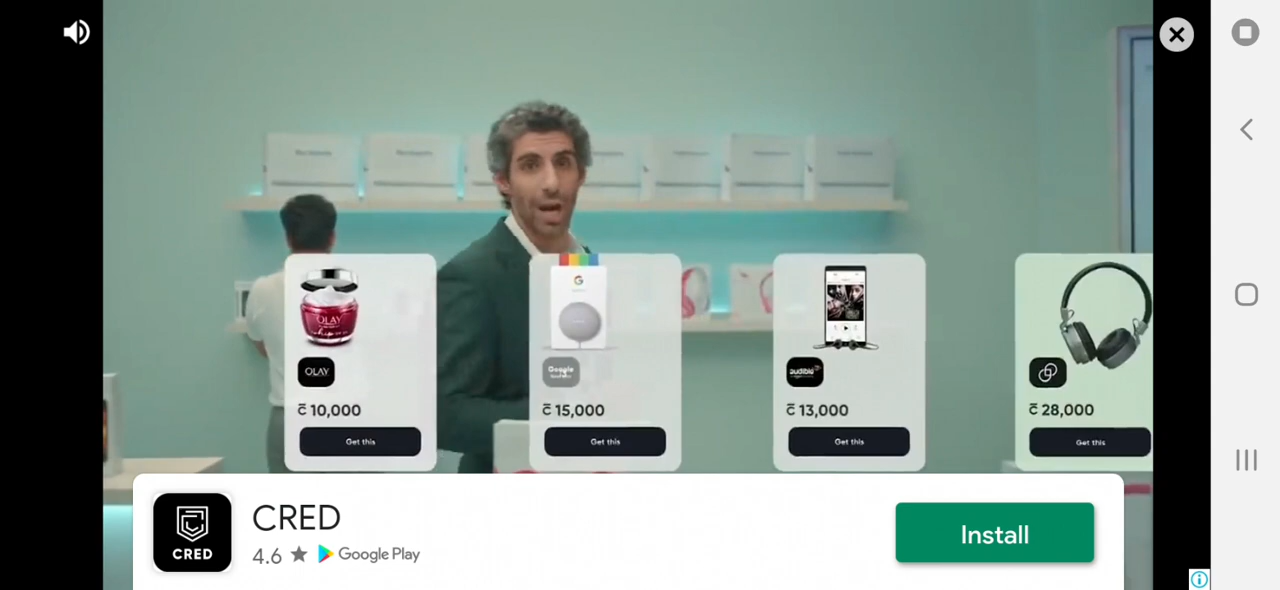 OLAY
G
OLAY
Google
audible
c̄ 10,000
c̄ 15,000
c̄ 13,000
c̄ 28,000
Get this
Get this
Get this
Get this
CRED
CRED
4.6 ★ Google Play
Install